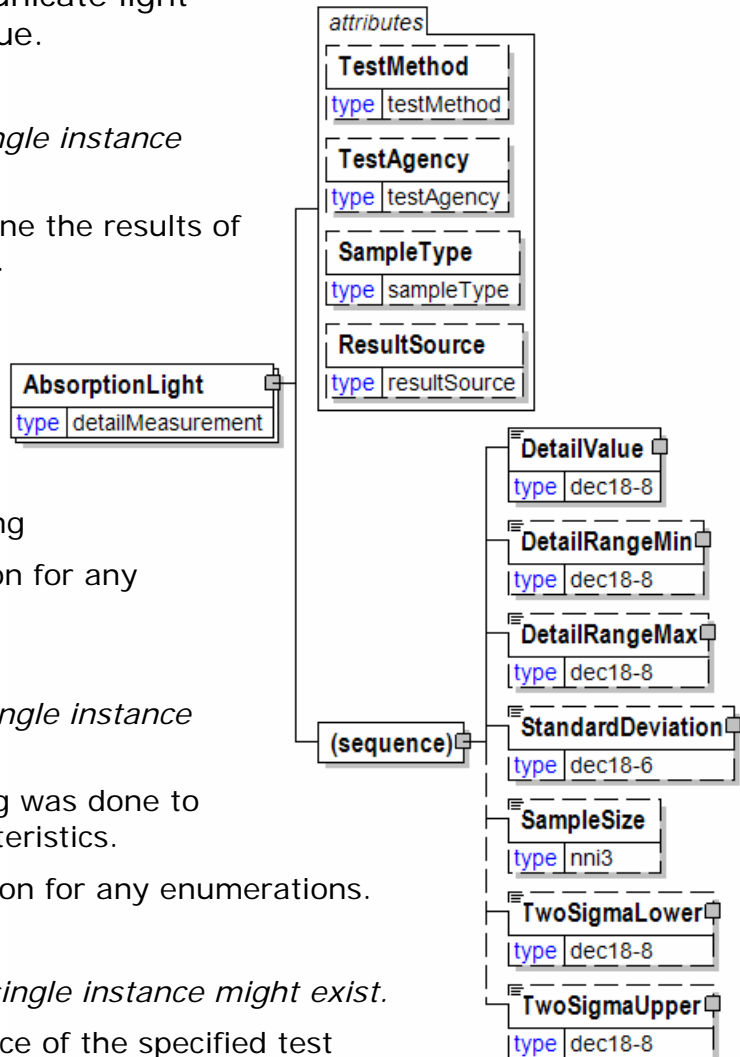 nicate light
ue.
ngle instance
ne the results of
.
ng
on for any
ngle instance
g was done to
teristics.
ion for any enumerations.
single instance might exist.
ce of the specified test
AbsorptionLight
type detailMeasurement
attributes
TestMethod
type testMethod
TestAgency
type testAgency
SampleType
type sampleType
ResultSource
type resultSource
(sequence)
DetailValue
type dec18-8
DetailRangeMin
type dec18-8
DetailRangeMax
type dec18-8
StandardDeviation
type dec18-6
SampleSize
type nni3
TwoSigmaLower
type dec18-8
TwoSigmaUpper
type dec18-8